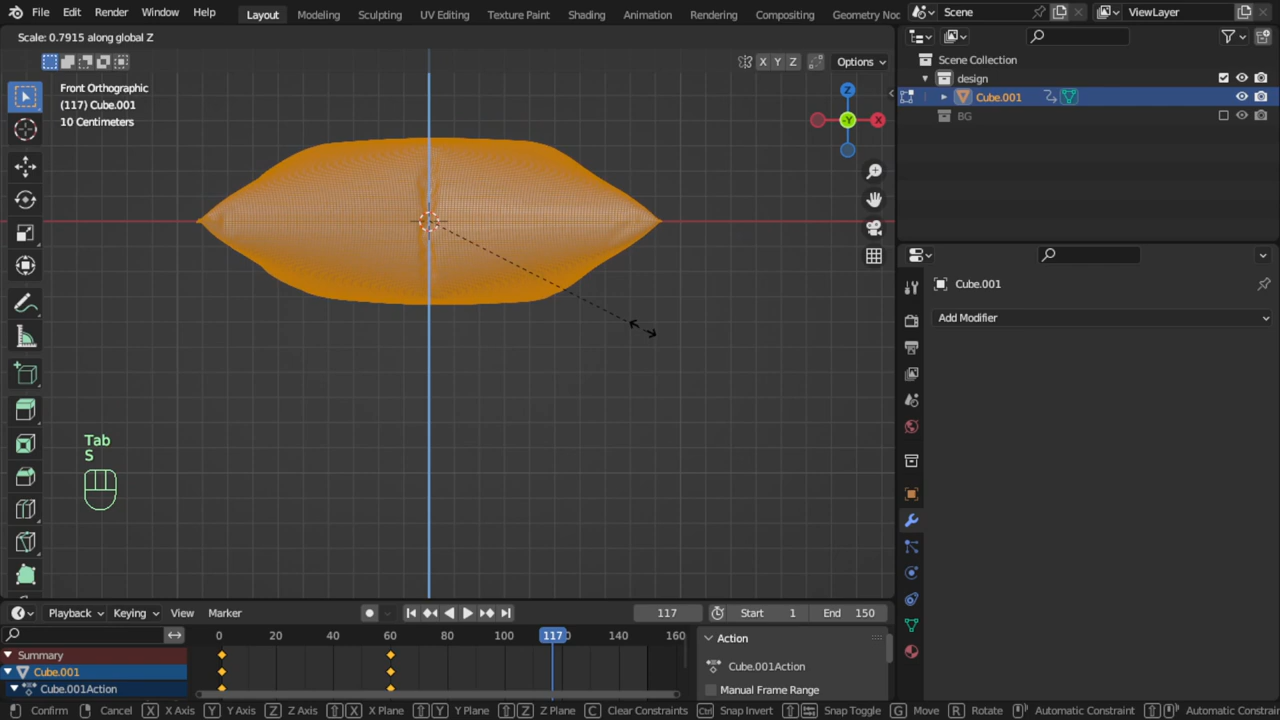 File Edit Render Window Help Layout Modeling Sculpting UV Editing Texture Paint Shading Animation Rendering Compositing Geometry Nod Scene ViewLayer
Scale: 0.7915 along global Z
X Y Z Options
Front Orthographic
(117) Cube.001
10 Centimeters
Z
-Y
X
Scene Collection
design
Cube.001
BG
Cube.001
Add Modifier
Tab
S
Playback Keying View Marker 117 Start 1 End 150
0 20 40 60 80 100 117 140 160
Summary
Cube.001
Cube.001Action
Action
Cube.001Action
Manual Frame Range
Confirm Cancel X X Axis Y Y Axis Z Z Axis X X Plane Y Y Plane Z Z Plane C Clear Constraints Ctrl Snap Invert Snap Toggle G Move R Rotate Automatic Constraint Automatic Constrai